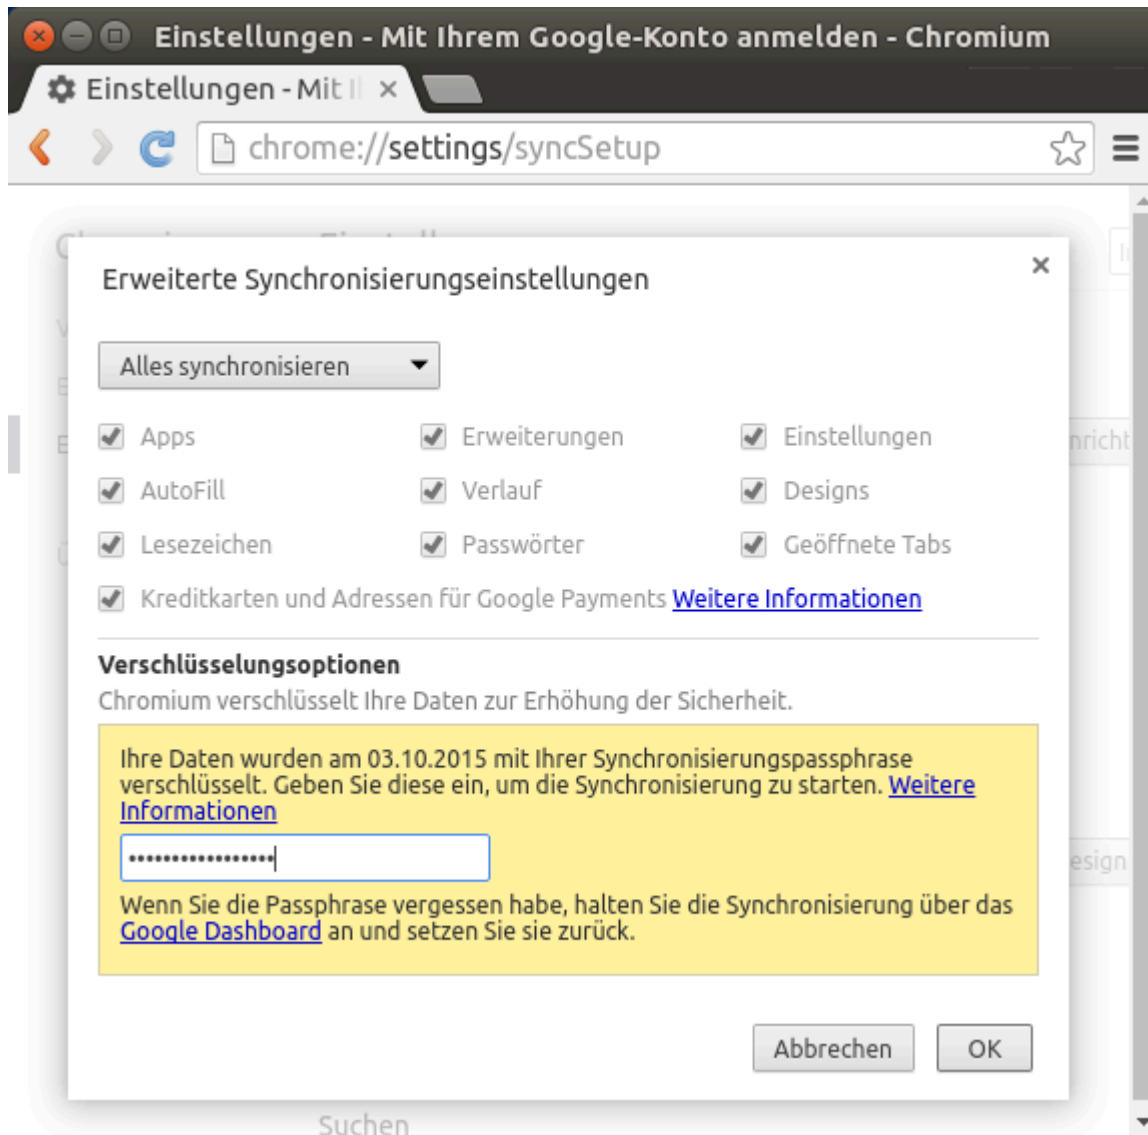 Einstellungen - Mit Ihrem Google-Konto anmelden - Chromium
Einstellungen - Mit I
chrome://settings/syncSetup
Erweiterte Synchronisierungseinstellungen
Alles synchronisieren
Apps Erweiterungen Einstellungen
AutoFill Verlauf Designs
Lesezeichen Passwörter Geöffnete Tabs
Kreditkarten und Adressen für Google Payments Weitere Informationen
Verschlüsselungsoptionen
Chromium verschlüsselt Ihre Daten zur Erhöhung der Sicherheit.
Ihre Daten wurden am 03.10.2015 mit Ihrer Synchronisierungspassphrase
verschlüsselt. Geben Sie diese ein, um die Synchronisierung zu starten. Weitere
Informationen
•••••••••••••••••
Wenn Sie die Passphrase vergessen habe, halten Sie die Synchronisierung über das
Google Dashboard an und setzen Sie sie zurück.
Abbrechen OK
Suchen